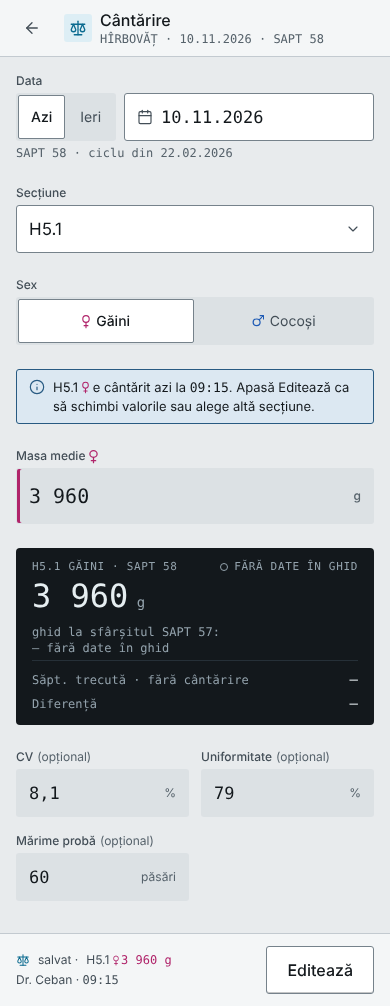 Cântărire
HÎRBOVĂȚ · 10.11.2026 · SAPT 58
Data
Azi Ieri 10.11.2026
SAPT 58 · ciclu din 22.02.2026
Secțiune
H5.1
Sex
♀ Găini ♂ Cocoși
H5.1 ♀ e cântărit azi la 09:15. Apasă Editează ca
să schimbi valorile sau alege altă secțiune.
Masa medie ♀
3 960 g
H5.1 GĂINI · SAPT 58 ○ FĂRĂ DATE ÎN GHID
3 960 g
ghid la sfârșitul SAPT 57:
— fără date în ghid
Săpt. trecută · fără cântărire —
Diferență —
CV (opțional) Uniformitate (opțional)
8,1 % 79 %
Mărime probă (opțional)
60 păsări
salvat · H5.1 ♀ 3 960 g
Dr. Ceban · 09:15
Editează